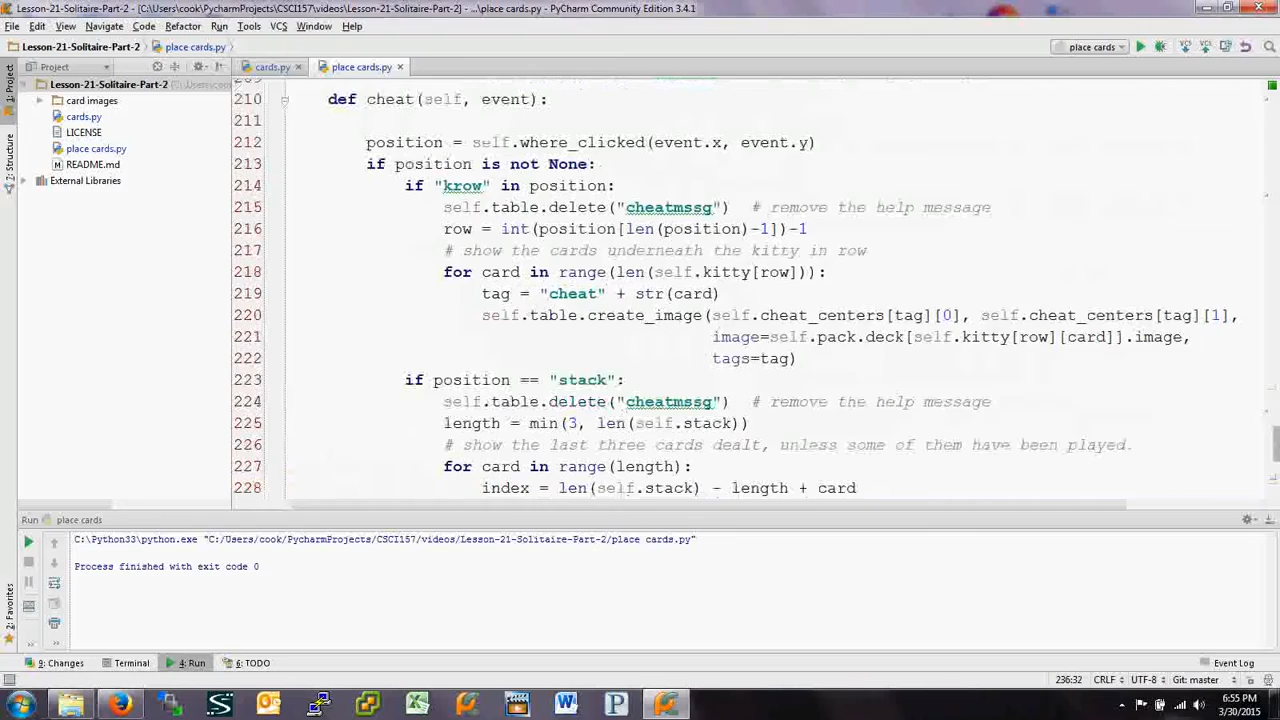 Lesson-21-Solitaire-Part-2 - [C:\Users\cook\PycharmProjects\CSCI157\videos\Lesson-21-Solitaire-Part-2] - ...\place cards.py - PyCharm Community Edition 3.4.1
File Edit View Navigate Code Refactor Run Tools VCS Window Help
Lesson-21-Solitaire-Part-2 place cards.py place cards
1: Project Project cards.py place cards.py
Lesson-21-Solitaire-Part-2
card images
cards.py
LICENSE
place cards.py
README.md
External Libraries
Z: Structure
210 def cheat(self, event):
211
212 position = self.where_clicked(event.x, event.y)
213 if position is not None:
214 if "krow" in position:
215 self.table.delete("cheatmssg") # remove the help message
216 row = int(position[len(position)-1])-1
217 # show the cards underneath the kitty in row
218 for card in range(len(self.kitty[row])):
219 tag = "cheat" + str(card)
220 self.table.create_image(self.cheat_centers[tag][0], self.cheat_centers[tag][1],
221 image=self.pack.deck[self.kitty[row][card]].image,
222 tags=tag)
223 if position == "stack":
224 self.table.delete("cheatmssg") # remove the help message
225 length = min(3, len(self.stack))
226 # show the last three cards dealt, unless some of them have been played.
227 for card in range(length):
228 index = len(self.stack) - length + card
Run place cards
C:\Python33\python.exe "C:/Users/cook/PycharmProjects/CSCI157/videos/Lesson-21-Solitaire-Part-2/place cards.py"
Process finished with exit code 0
2: Favorites
9: Changes Terminal 4: Run 6: TODO Event Log
236:32 CRLF UTF-8 Git: master
6:55 PM
3/30/2015